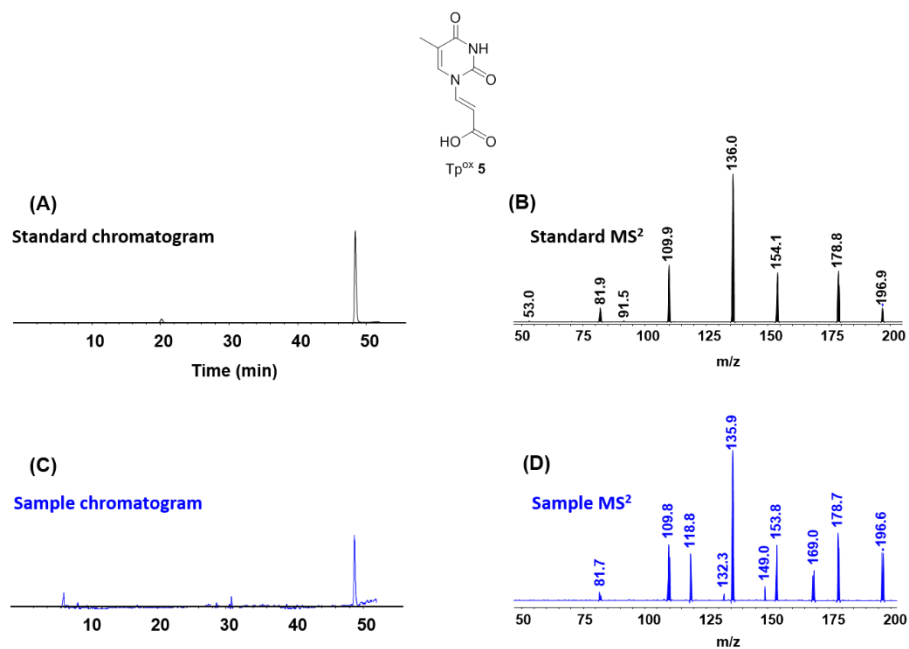 O
NH
N
O
HO
O
Tpᵒˣ 5
(A)
Standard chromatogram
10 20 30 40 50
Time (min)
(B)
Standard MS²
53.0
81.9
91.5
109.9
136.0
154.1
178.8
196.9
50 75 100 125 150 175 200
m/z
(C)
Sample chromatogram
10 20 30 40 50
(D)
Sample MS²
81.7
109.8
118.8
132.3
135.9
149.0
153.8
169.0
178.7
196.6
50 75 100 125 150 175 200
m/z